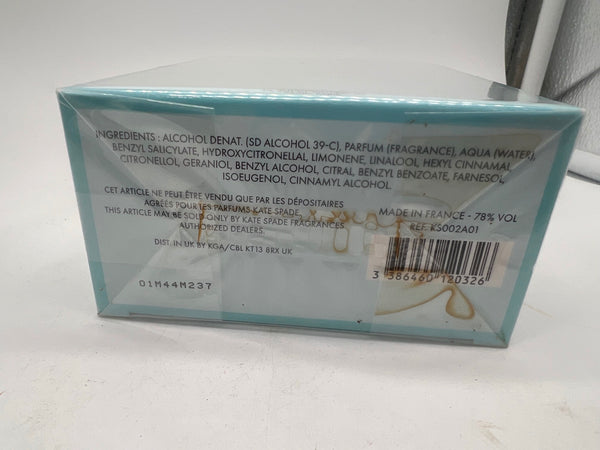 INGREDIENTS : ALCOHOL DENAT. (SD ALCOHOL 39-C), PARFUM (FRAGRANCE), AQUA (WATER),
BENZYL SALICYLATE, HYDROXYCITRONELLAL, LIMONENE, LINALOOL, HEXYL CINNAMAL,
CITRONELLOL, GERANIOL, BENZYL ALCOHOL, CITRAL, BENZYL BENZOATE, FARNESOL,
ISOEUGENOL, CINNAMYL ALCOHOL.
CET ARTICLE NE PEUT ÊTRE VENDU QUE PAR LES DÉPOSITAIRES
AGRÉÉS POUR LES PARFUMS KATE SPADE.
THIS ARTICLE MAY BE SOLD ONLY BY KATE SPADE FRAGRANCES
AUTHORIZED DEALERS.
DIST. IN UK BY KGA/CBL KT13 8RX UK
01M44M237
MADE IN FRANCE - 78% VOL
REF. KS002A01
3 386460 120326